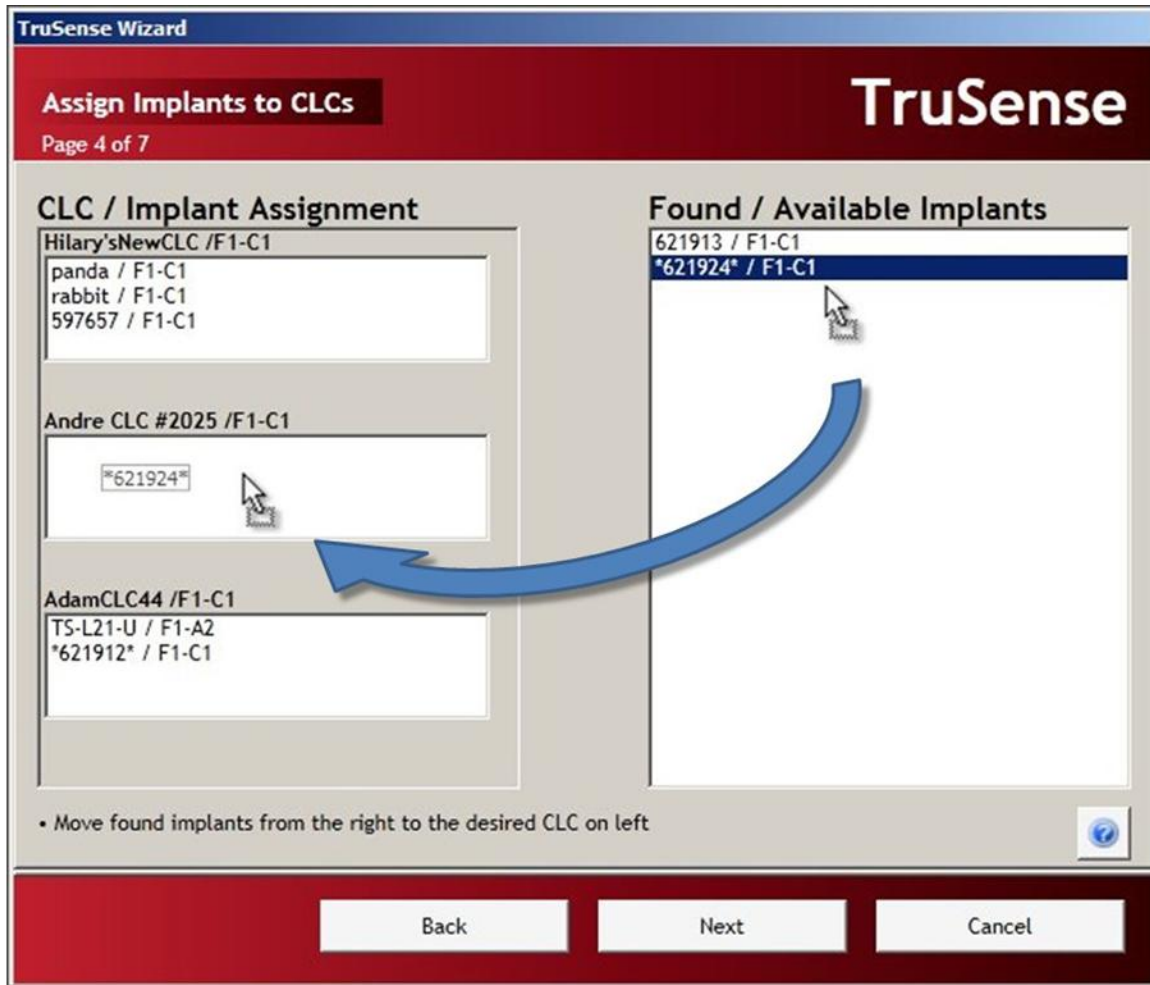 TruSense Wizard
Assign Implants to CLCs
TruSense
Page 4 of 7
CLC / Implant Assignment
Hilary'sNewCLC /F1-C1
panda / F1-C1
rabbit / F1-C1
597657 / F1-C1
Andre CLC #2025 /F1-C1
*621924*
AdamCLC44 /F1-C1
TS-L21-U / F1-A2
*621912* / F1-C1
Found / Available Implants
621913 / F1-C1
*621924* / F1-C1
• Move found implants from the right to the desired CLC on left
?
Back
Next
Cancel